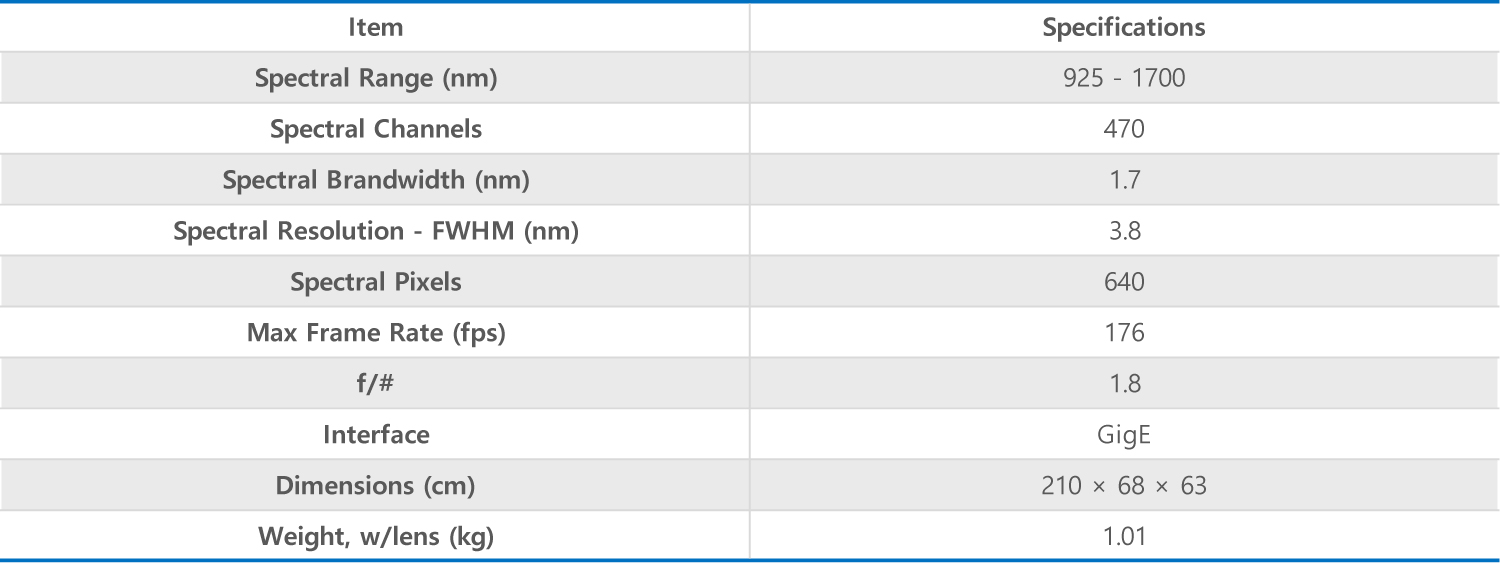 Item Specifications
Spectral Range (nm) 925 - 1700
Spectral Channels 470
Spectral Brandwidth (nm) 1.7
Spectral Resolution - FWHM (nm) 3.8
Spectral Pixels 640
Max Frame Rate (fps) 176
f/# 1.8
Interface GigE
Dimensions (cm) 210 × 68 × 63
Weight, w/lens (kg) 1.01